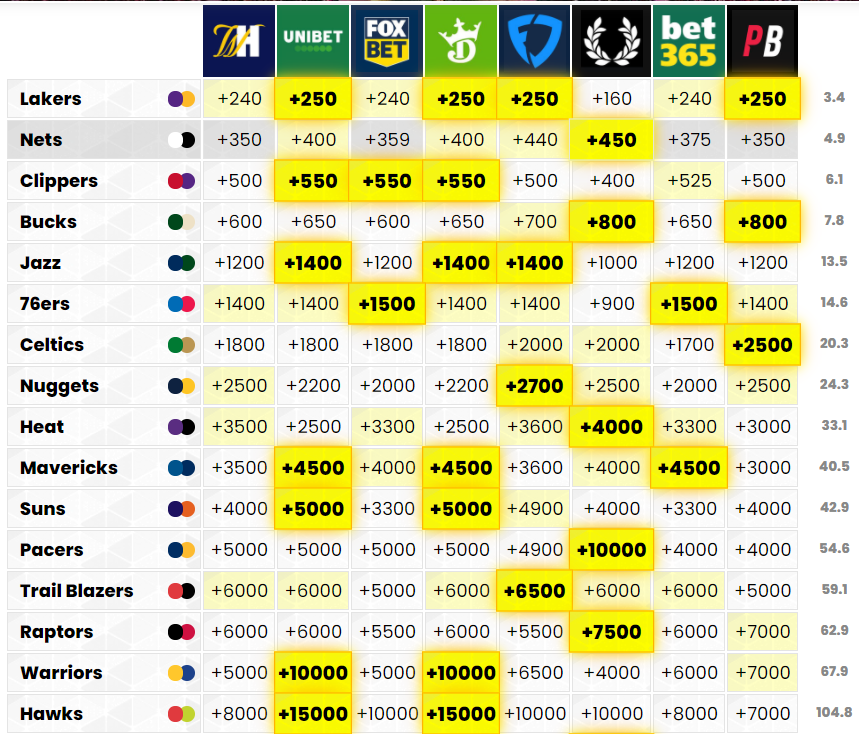 WH UNIBET FOX BET bet 365 PB
Lakers +240 +250 +240 +250 +250 +160 +240 +250 3.4
Nets +350 +400 +359 +400 +440 +450 +375 +350 4.9
Clippers +500 +550 +550 +550 +500 +400 +525 +500 6.1
Bucks +600 +650 +600 +650 +700 +800 +650 +800 7.8
Jazz +1200 +1400 +1200 +1400 +1400 +1000 +1200 +1200 13.5
76ers +1400 +1400 +1500 +1400 +1400 +900 +1500 +1400 14.6
Celtics +1800 +1800 +1800 +1800 +2000 +2000 +1700 +2500 20.3
Nuggets +2500 +2200 +2000 +2200 +2700 +2500 +2000 +2500 24.3
Heat +3500 +2500 +3300 +2500 +3600 +4000 +3300 +3000 33.1
Mavericks +3500 +4500 +4000 +4500 +3600 +4000 +4500 +3000 40.5
Suns +4000 +5000 +3300 +5000 +4900 +4000 +3300 +4000 42.9
Pacers +5000 +5000 +5000 +5000 +4900 +10000 +4000 +4000 54.6
Trail Blazers +6000 +6000 +5000 +6000 +6500 +6000 +6000 +5000 59.1
Raptors +6000 +6000 +5500 +6000 +5500 +7500 +6000 +7000 62.9
Warriors +5000 +10000 +5000 +10000 +6500 +4000 +6000 +7000 67.9
Hawks +8000 +15000 +10000 +15000 +10000 +10000 +8000 +7000 104.8